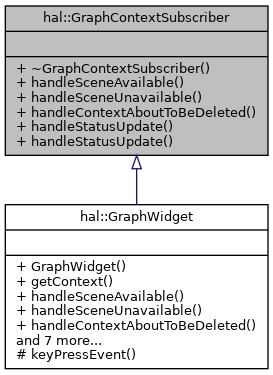 hal::GraphContextSubscriber
+ ~GraphContextSubscriber()
+ handleSceneAvailable()
+ handleSceneUnavailable()
+ handleContextAboutToBeDeleted()
+ handleStatusUpdate()
+ handleStatusUpdate()
hal::GraphWidget
+ GraphWidget()
+ getContext()
+ handleSceneAvailable()
+ handleSceneUnavailable()
+ handleContextAboutToBeDeleted()
and 7 more...
# keyPressEvent()